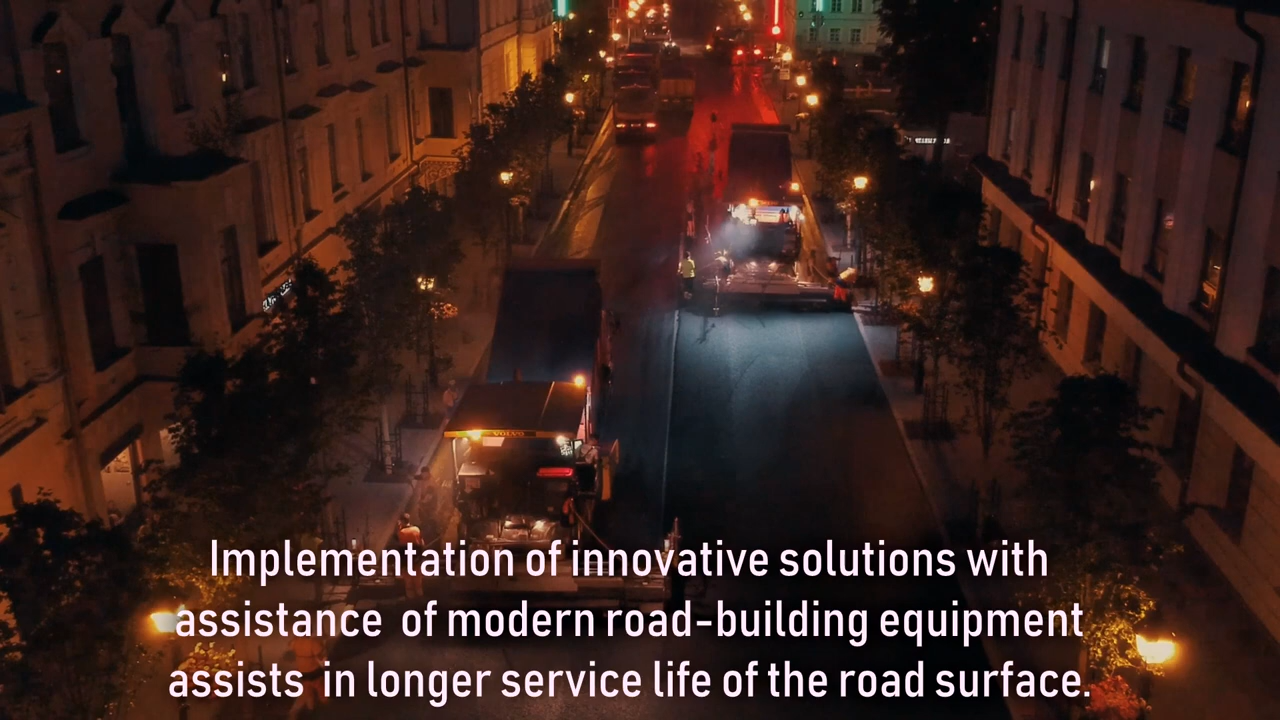 VOLVO
Implementation of innovative solutions with
assistance of modern road-building equipment
assists in longer service life of the road surface.